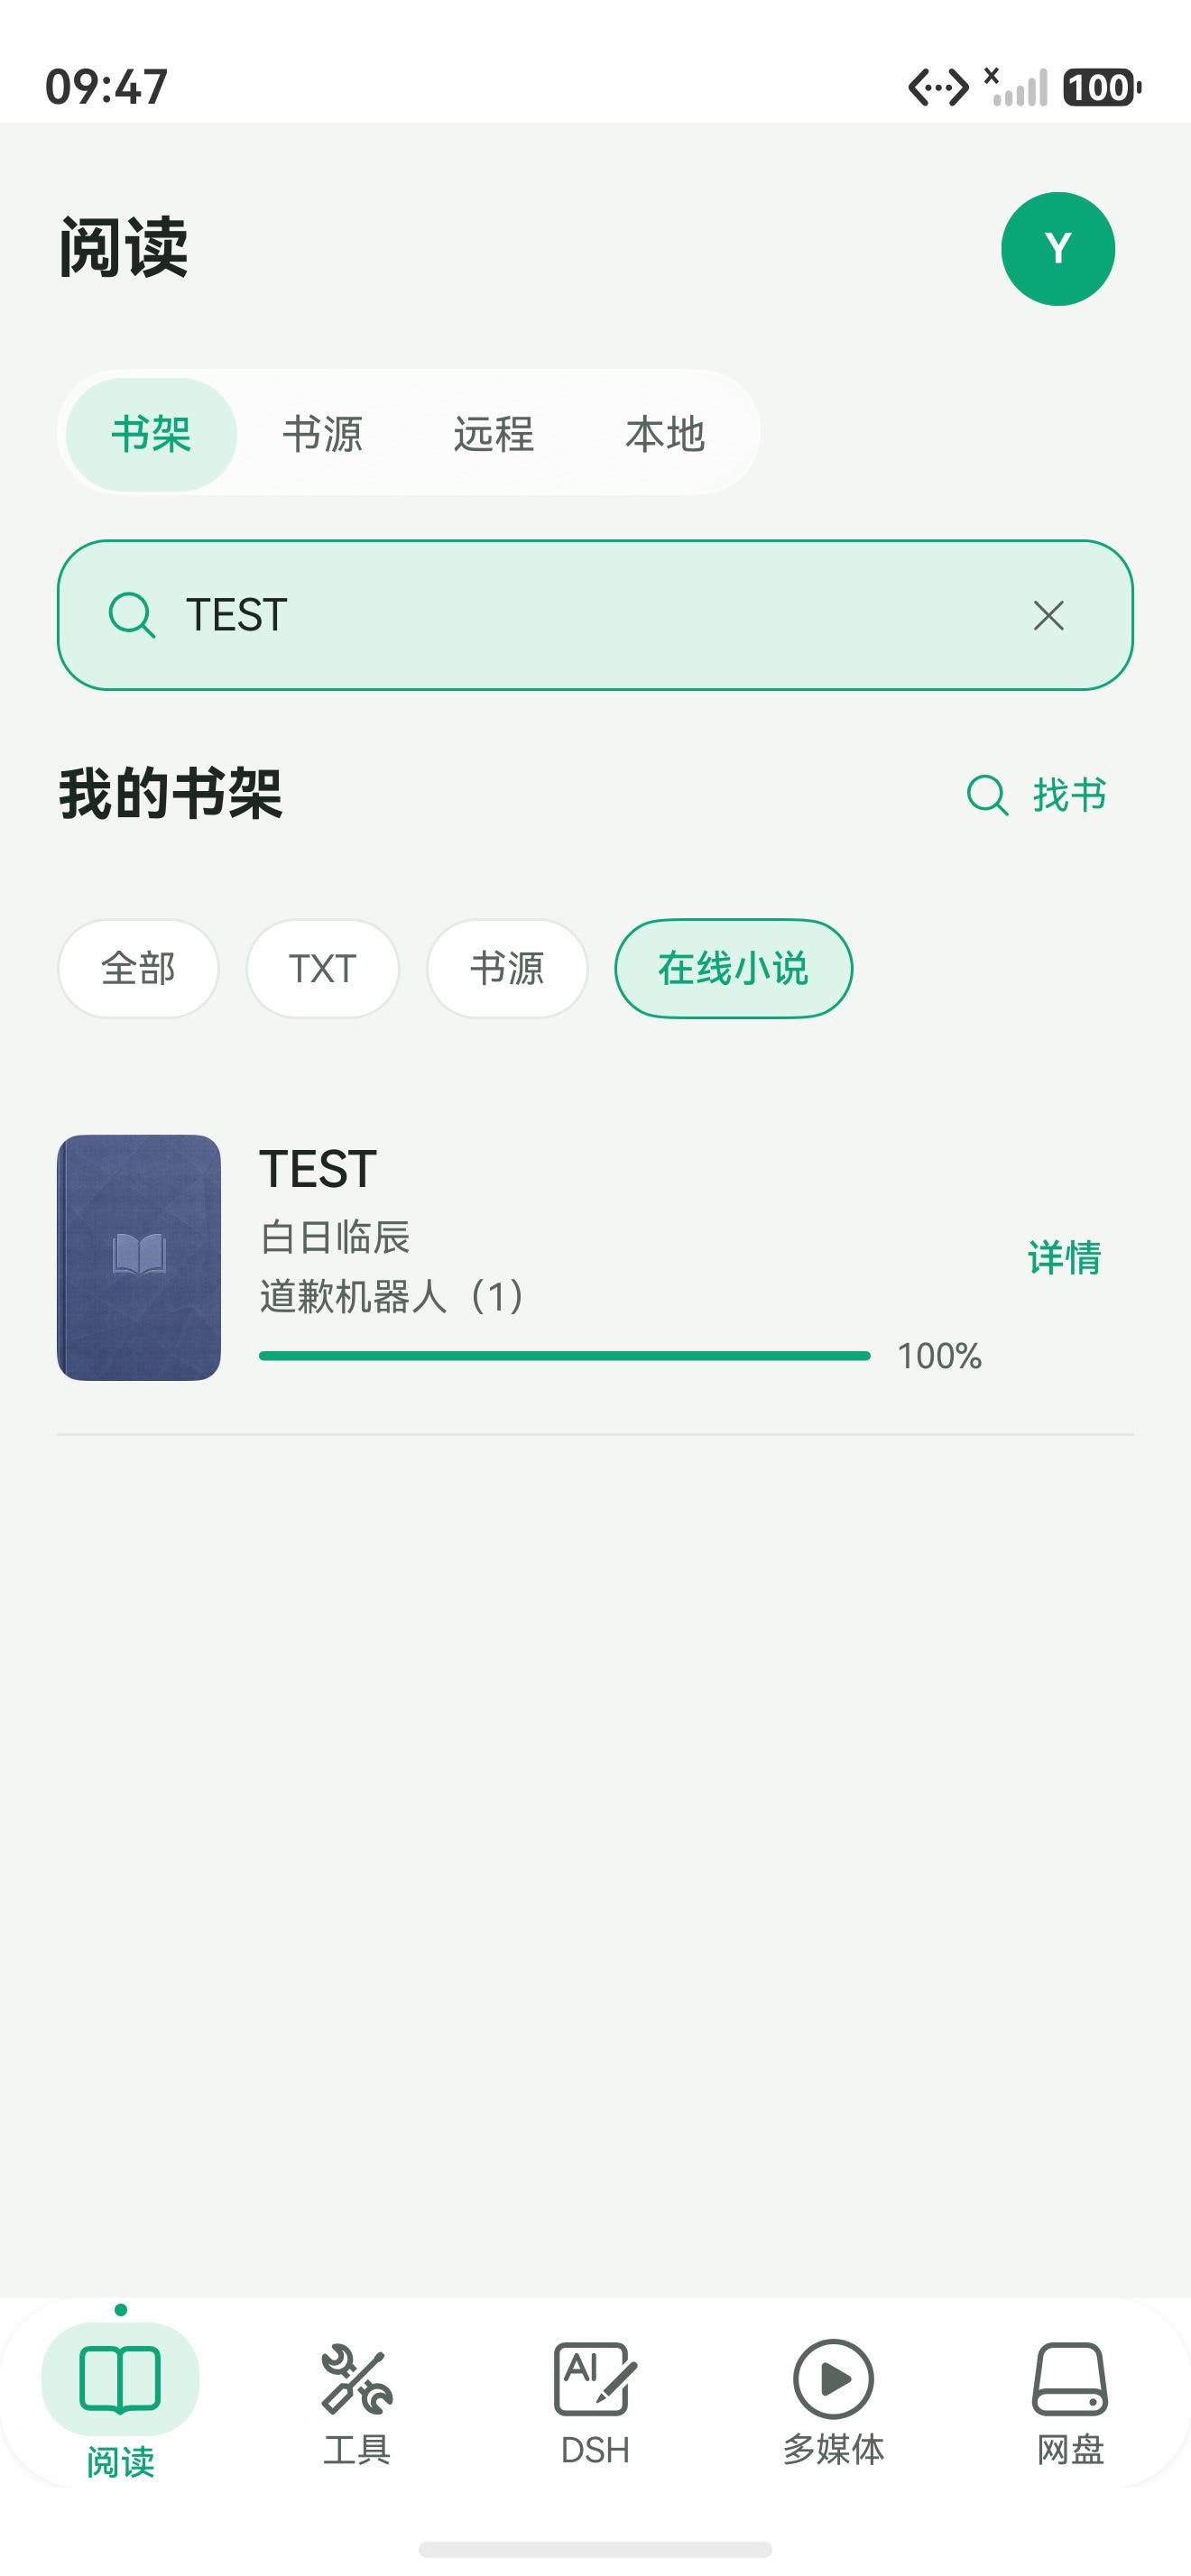 09:47
100
阅读
Y
书架 书源 远程 本地
TEST
我的书架
找书
全部 TXT 书源 在线小说
TEST
白日临辰
道歉机器人（1）
详情
100%
AI
阅读 工具 DSH 多媒体 网盘